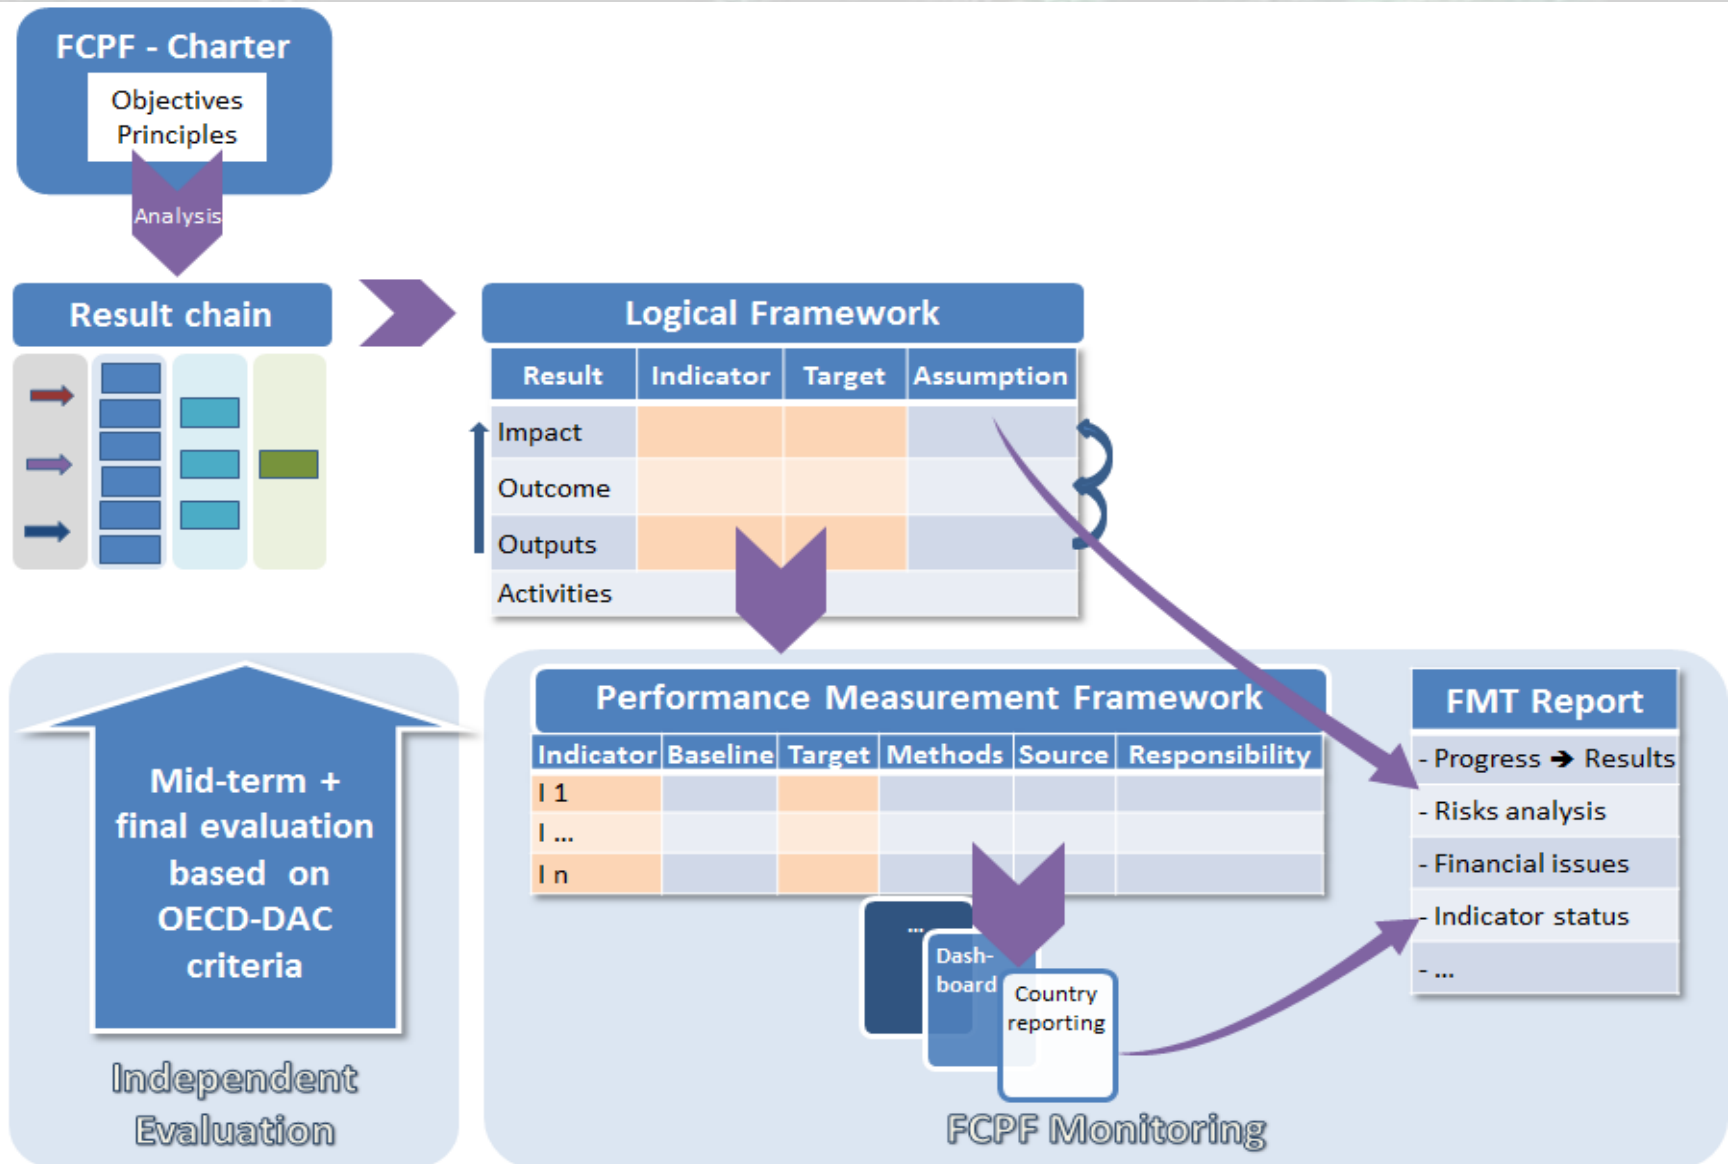 FCPF - Charter
Objectives
Principles
Analysis
Result chain
Logical Framework
Result Indicator Target Assumption
Impact
Outcome
Outputs
Activities
Mid-term +
final evaluation
based on
OECD-DAC
criteria
Independent
Evaluation
Performance Measurement Framework
Indicator Baseline Target Methods Source Responsibility
I 1
I ...
I n
...
Dash-
board
Country
reporting
FMT Report
- Progress ➔ Results
- Risks analysis
- Financial issues
- Indicator status
- ...
FCPF Monitoring